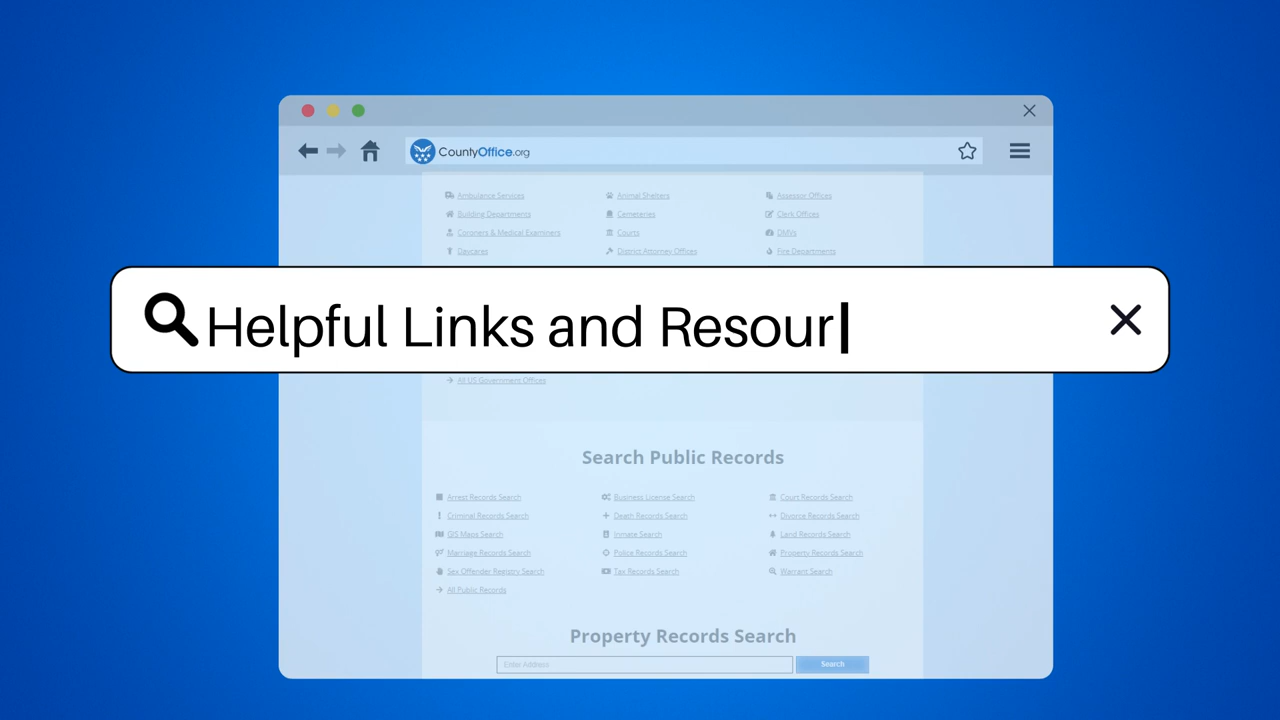 CountyOffice.org
Ambulance Services Animal Shelters Assessor Offices
Building Departments Cemeteries Clerk Offices
Coroners & Medical Examiners Courts DMVs
Daycares District Attorney Offices Fire Departments
Helpful Links and Resour
All US Government Offices
Search Public Records
Arrest Records Search Business License Search Court Records Search
Criminal Records Search Death Records Search Divorce Records Search
GIS Maps Search Inmate Search Land Records Search
Marriage Records Search Police Records Search Property Records Search
Sex Offender Registry Search Tax Records Search Warrant Search
All Public Records
Property Records Search
Enter Address Search